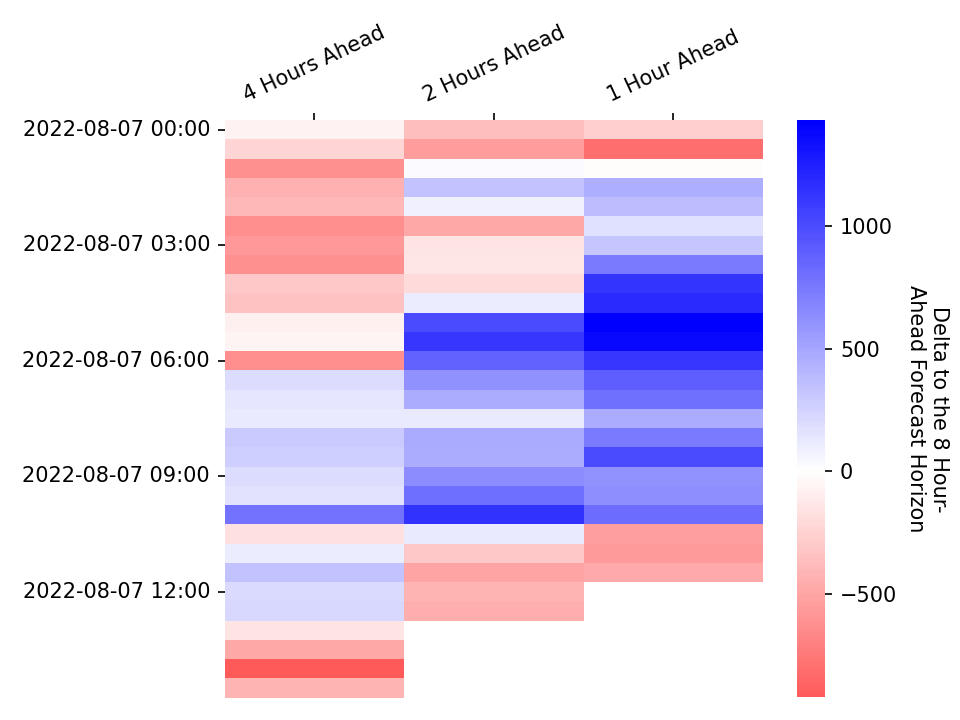 4 Hours Ahead
2 Hours Ahead
1 Hour Ahead
2022-08-07 00:00
2022-08-07 03:00
2022-08-07 06:00
2022-08-07 09:00
2022-08-07 12:00
1000
500
0
−500
Delta to the 8 Hour-
Ahead Forecast Horizon